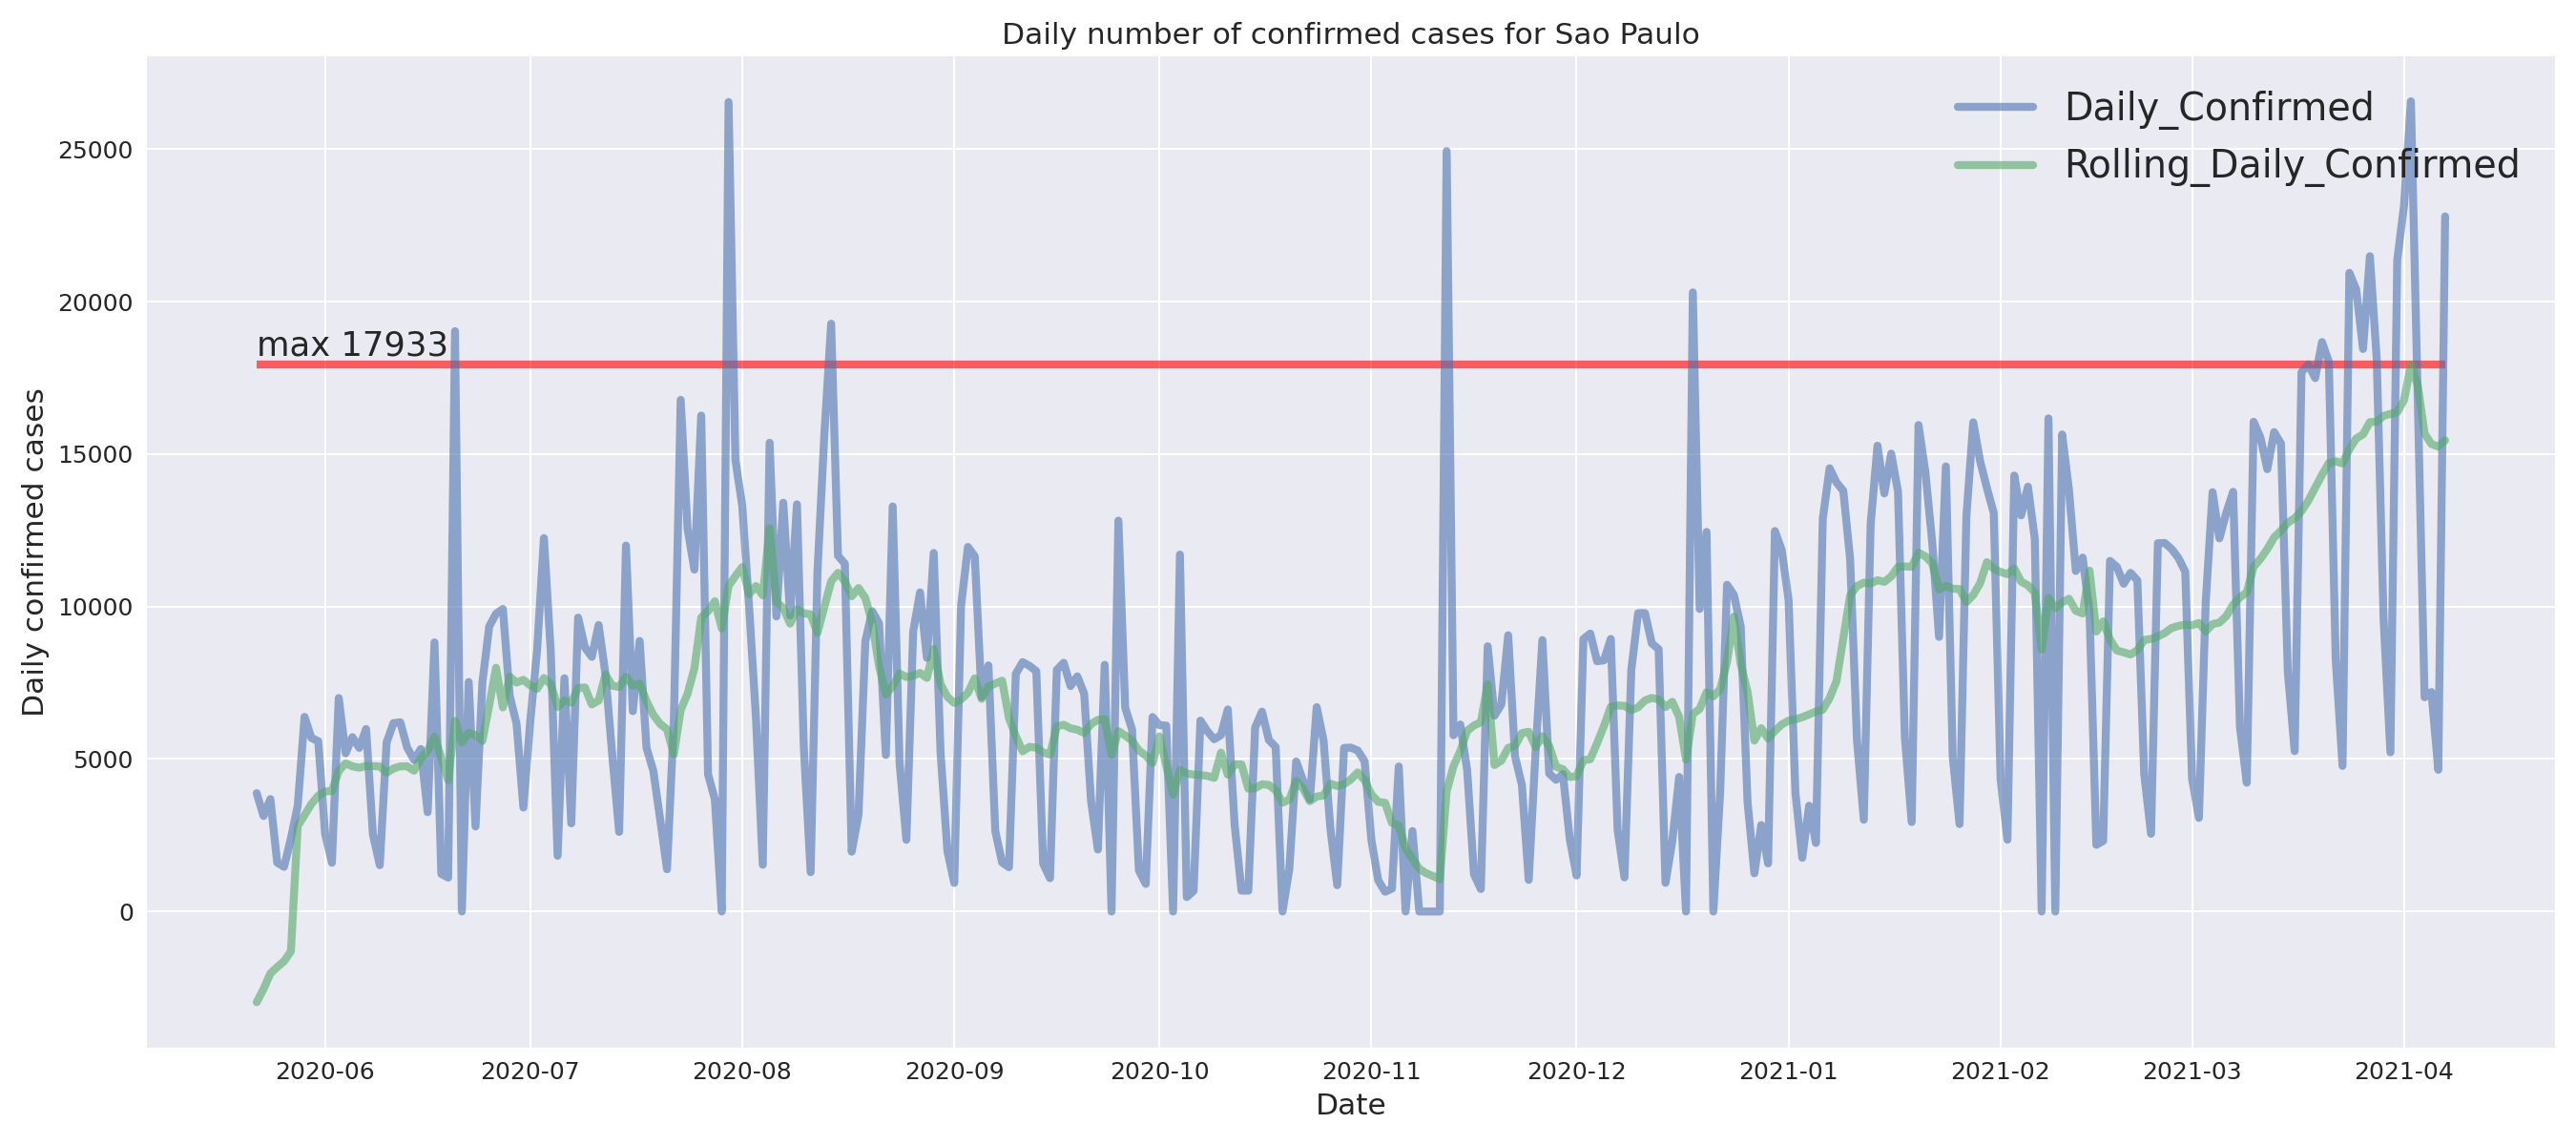 Daily number of confirmed cases for Sao Paulo
Daily_Confirmed
Rolling_Daily_Confirmed
max 17933
Daily confirmed cases
25000
20000
15000
10000
5000
0
2020-06 2020-07 2020-08 2020-09 2020-10 2020-11 2020-12 2021-01 2021-02 2021-03 2021-04
Date